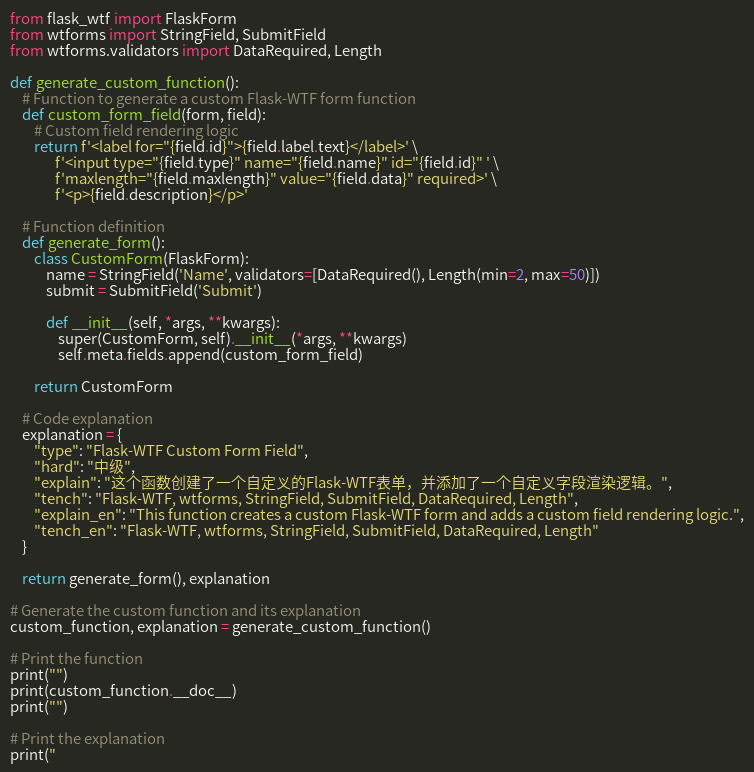 from flask_wtf import FlaskForm
from wtforms import StringField, SubmitField
from wtforms.validators import DataRequired, Length

def generate_custom_function():
    # Function to generate a custom Flask-WTF form function
    def custom_form_field(form, field):
        # Custom field rendering logic
        return f'<label for="{field.id}">{field.label.text}</label>' \
               f'<input type="{field.type}" name="{field.name}" id="{field.id}" ' \
               f'maxlength="{field.maxlength}" value="{field.data}" required>' \
               f'<p>{field.description}</p>'

    # Function definition
    def generate_form():
        class CustomForm(FlaskForm):
            name = StringField('Name', validators=[DataRequired(), Length(min=2, max=50)])
            submit = SubmitField('Submit')

            def __init__(self, *args, **kwargs):
                super(CustomForm, self).__init__(*args, **kwargs)
                self.meta.fields.append(custom_form_field)

        return CustomForm

    # Code explanation
    explanation = {
        "type": "Flask-WTF Custom Form Field",
        "hard": "中级",
        "explain": "这个函数创建了一个自定义的Flask-WTF表单，并添加了一个自定义字段渲染逻辑。",
        "tench": "Flask-WTF, wtforms, StringField, SubmitField, DataRequired, Length",
        "explain_en": "This function creates a custom Flask-WTF form and adds a custom field rendering logic.",
        "tench_en": "Flask-WTF, wtforms, StringField, SubmitField, DataRequired, Length"
    }

    return generate_form(), explanation

# Generate the custom function and its explanation
custom_function, explanation = generate_custom_function()

# Print the function
print("")
print(custom_function.__doc__)
print("")

# Print the explanation
print("